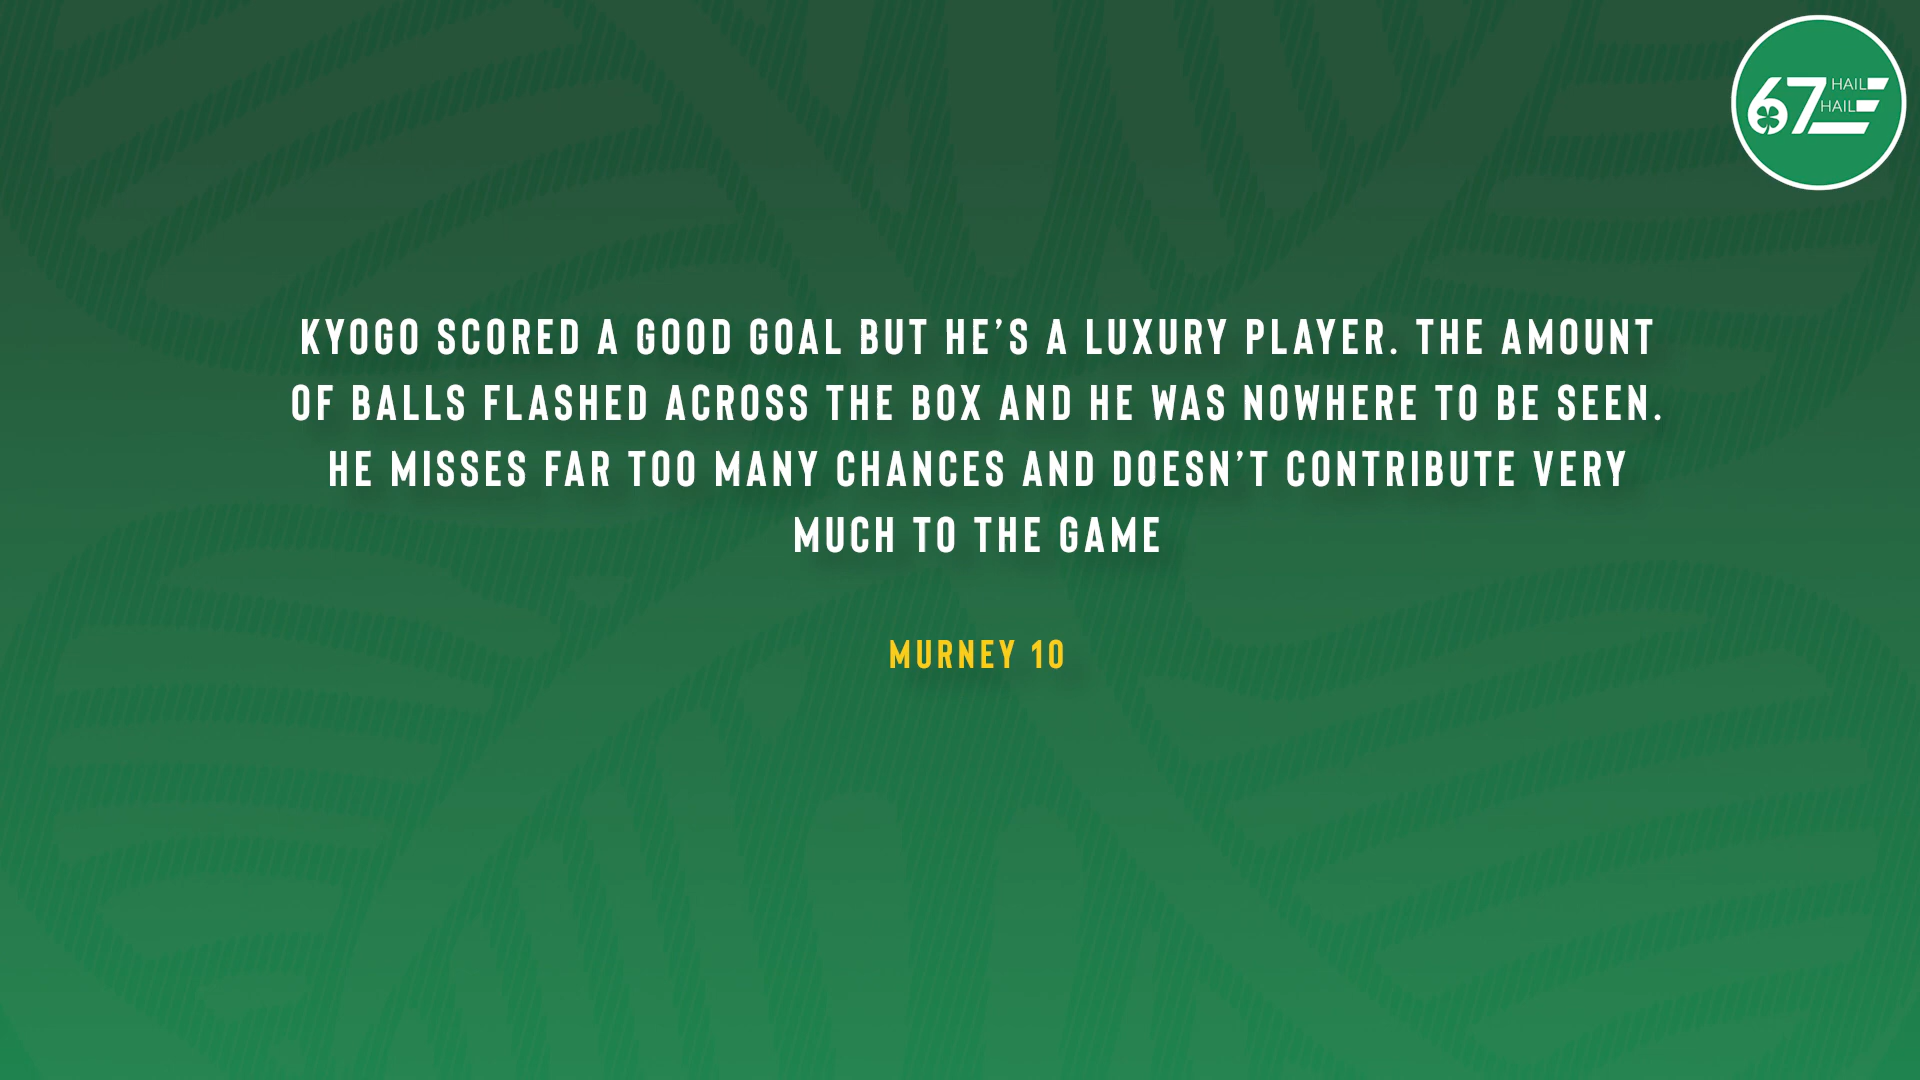 67 HAIL
HAIL
KYOGO SCORED A GOOD GOAL BUT HE’S A LUXURY PLAYER. THE AMOUNT
OF BALLS FLASHED ACROSS THE BOX AND HE WAS NOWHERE TO BE SEEN.
HE MISSES FAR TOO MANY CHANCES AND DOESN’T CONTRIBUTE VERY
MUCH TO THE GAME
MURNEY 10